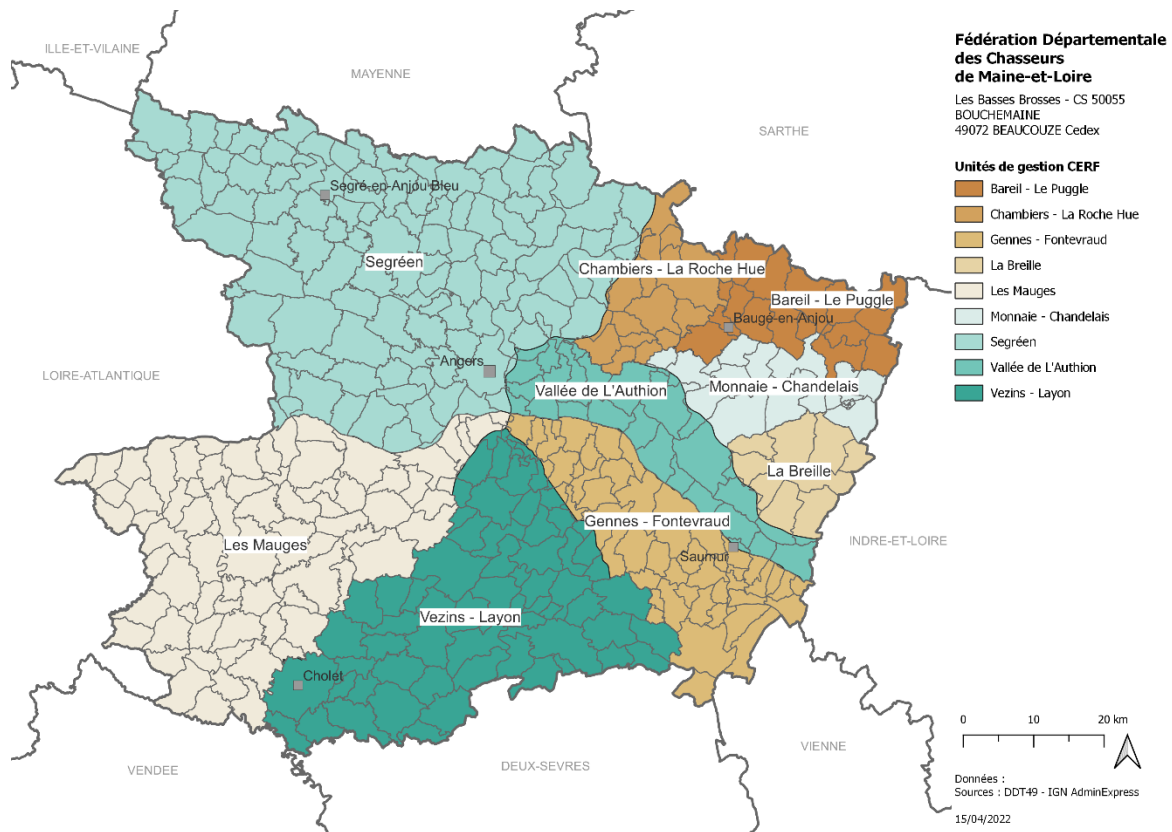 ILLE-ET-VILAINE
MAYENNE
SARTHE
LOIRE-ATLANTIQUE
INDRE-ET-LOIRE
VENDEE
DEUX-SEVRES
VIENNE
Segré-en-Anjou Bleu
Segréen
Chambiers - La Roche Hue
Bareil - Le Puggle
Baugé-en-Anjou
Angers
Vallée de L'Authion
Monnaie - Chandelais
La Breille
Gennes - Fontevraud
Saumur
Les Mauges
Vezins - Layon
Cholet
Fédération Départementale
des Chasseurs
de Maine-et-Loire
Les Basses Brosses - CS 50055
BOUCHEMAINE
49072 BEAUCOUZE Cedex
Unités de gestion CERF
Bareil - Le Puggle
Chambiers - La Roche Hue
Gennes - Fontevraud
La Breille
Les Mauges
Monnaie - Chandelais
Segréen
Vallée de L'Authion
Vezins - Layon
0 10 20 km
Données :
Sources : DDT49 - IGN AdminExpress
15/04/2022